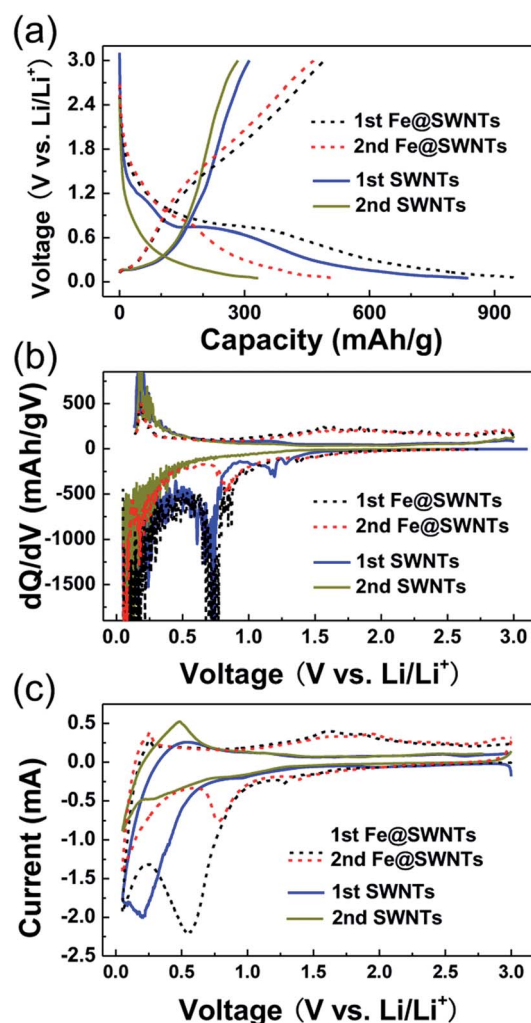 (a)
3.0
2.4
1.8
1.2
0.6
0.0
Voltage (V vs. Li/Li+)
1st Fe@SWNTs
2nd Fe@SWNTs
1st SWNTs
2nd SWNTs
0 300 600 900
Capacity (mAh/g)
(b)
500
0
-500
-1000
-1500
dQ/dV (mAh/gV)
1st Fe@SWNTs
2nd Fe@SWNTs
1st SWNTs
2nd SWNTs
0.0 0.5 1.0 1.5 2.0 2.5 3.0
Voltage (V vs. Li/Li+)
(c)
0.5
0.0
-0.5
-1.0
-1.5
-2.0
-2.5
Current (mA)
1st Fe@SWNTs
2nd Fe@SWNTs
1st SWNTs
2nd SWNTs
0.0 0.5 1.0 1.5 2.0 2.5 3.0
Voltage (V vs. Li/Li+)